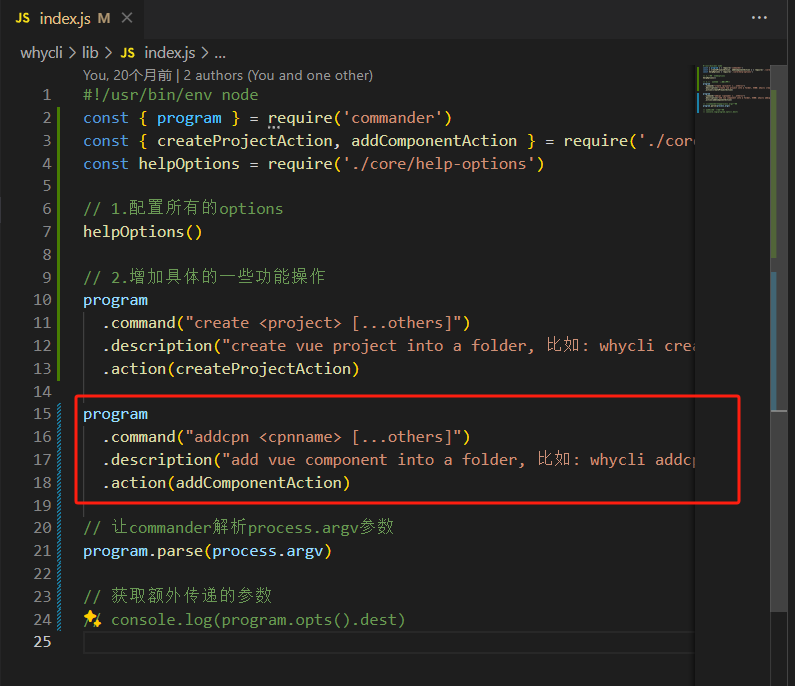 JS index.js M
whycli > lib > JS index.js > ...
You, 20个月前 | 2 authors (You and one other)
1 #!/usr/bin/env node
2 const { program } = require('commander')
3 const { createProjectAction, addComponentAction } = require('./cor
4 const helpOptions = require('./core/help-options')
5
6 // 1.配置所有的options
7 helpOptions()
8
9 // 2.增加具体的一些功能操作
10 program
11 .command("create <project> [...others]")
12 .description("create vue project into a folder, 比如: whycli crea
13 .action(createProjectAction)
14
15 program
16 .command("addcpn <cpnname> [...others]")
17 .description("add vue component into a folder, 比如: whycli addcp
18 .action(addComponentAction)
19
20 // 让commander解析process.argv参数
21 program.parse(process.argv)
22
23 // 获取额外传递的参数
24 // console.log(program.opts().dest)
25